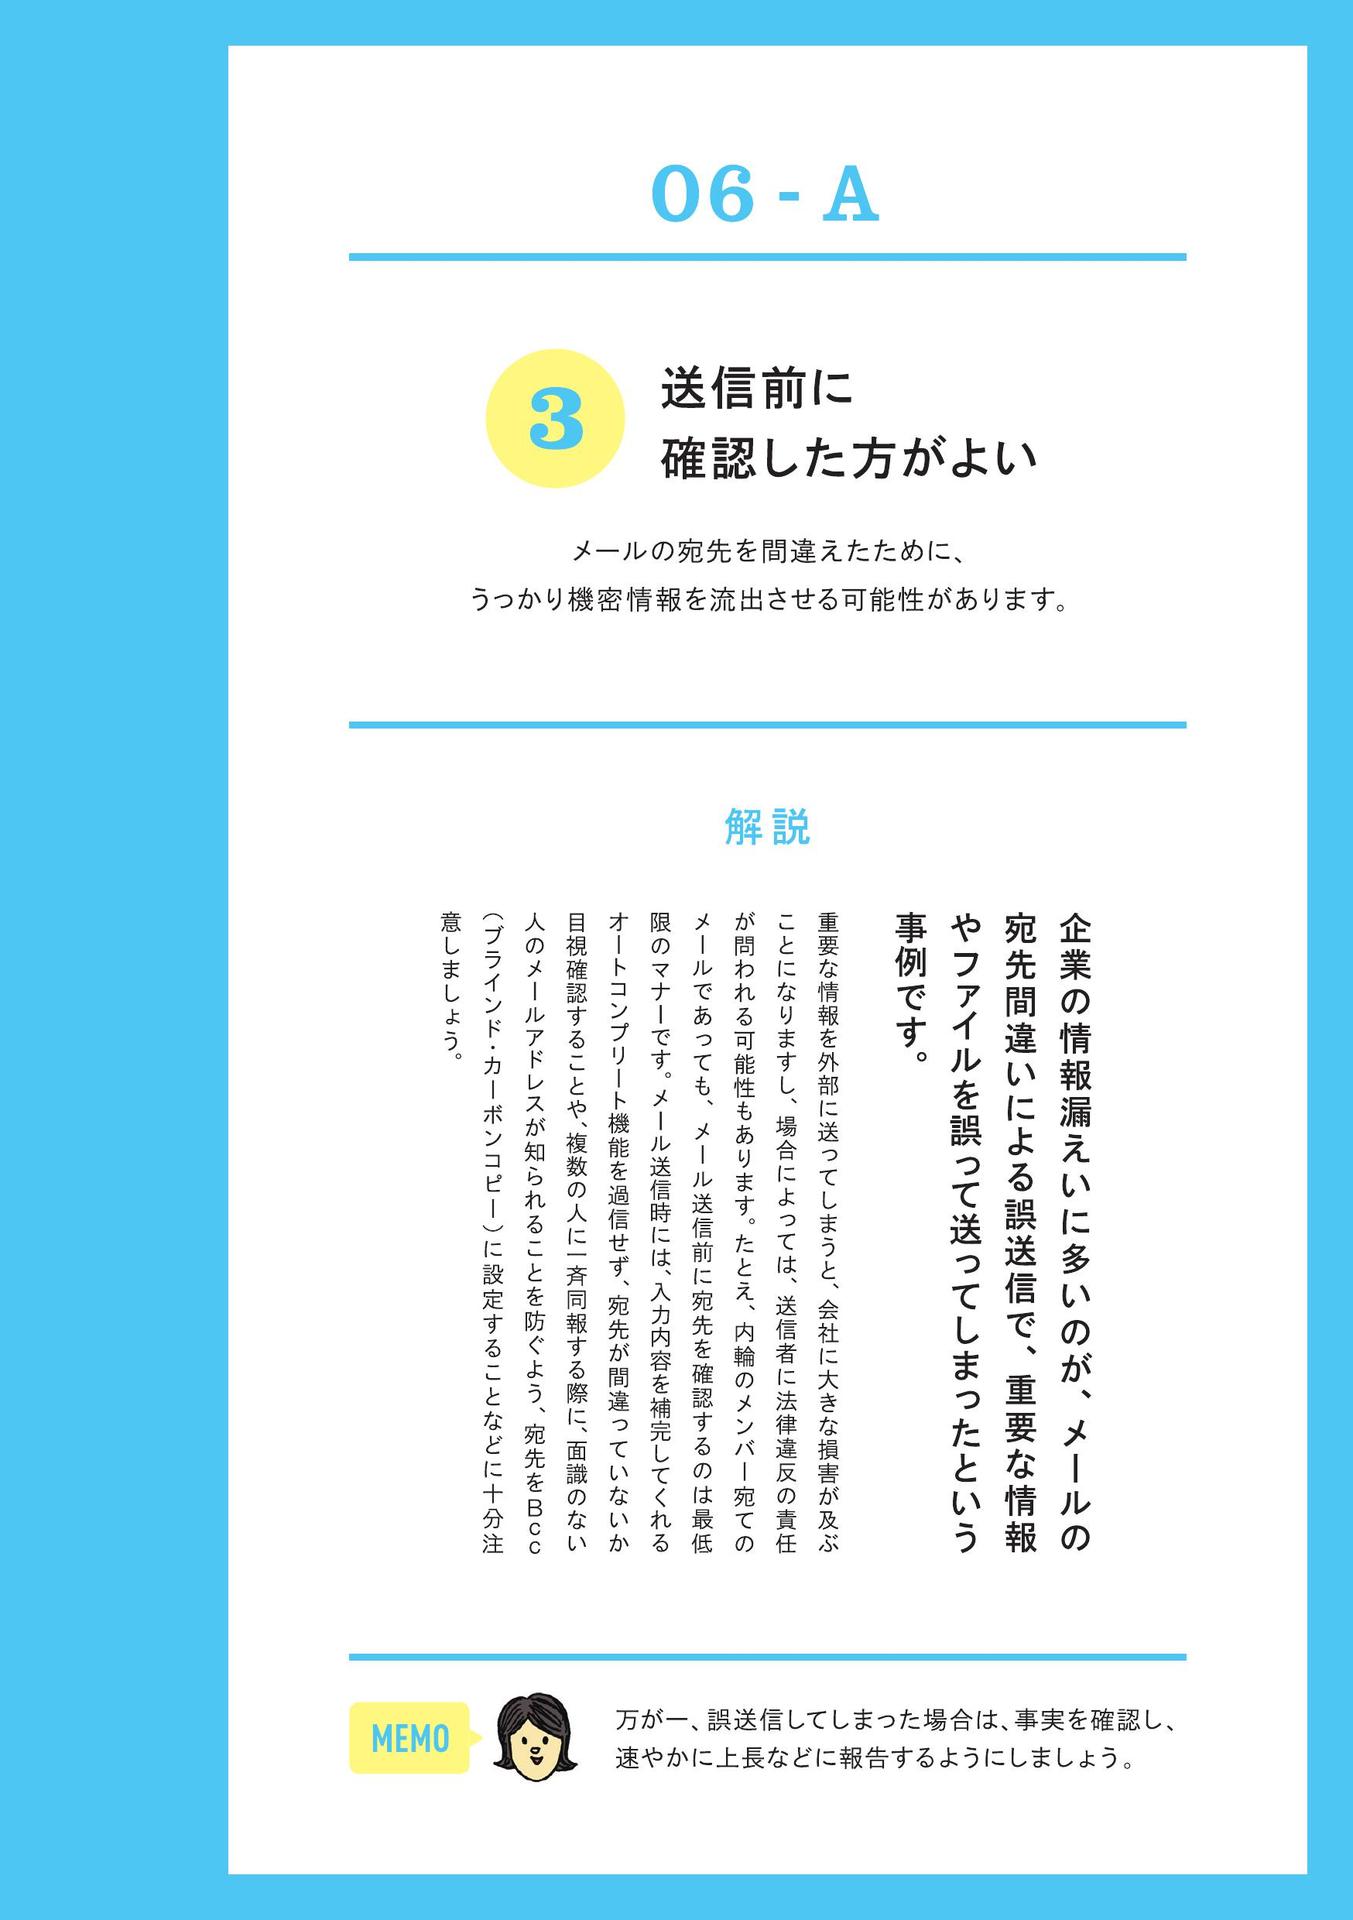 06 - A
3
送信前に
確認した方がよい
メールの宛先を間違えたために、
うっかり機密情報を流出させる可能性があります。
解説
企業の情報漏えいに多いのが、メールの
宛先間違いによる誤送信で、重要な情報
やファイルを誤って送ってしまったという
事例です。
重要な情報を外部に送ってしまうと、会社に大きな損害が及ぶ
ことになりますし、場合によっては、送信者に法律違反の責任
が問われる可能性もあります。たとえ、内輪のメンバー宛ての
メールであっても、メール送信前に宛先を確認するのは最低
限のマナーです。メール送信時には、入力内容を補完してくれる
オートコンプリート機能を過信せず、宛先が間違っていないか
目視確認することや、複数の人に一斉同報する際に、面識のない
人のメールアドレスが知られることを防ぐよう、宛先をBcc
（ブラインド・カーボンコピー）に設定することなどに十分注
意しましょう。
MEMO
万が一、誤送信してしまった場合は、事実を確認し、
速やかに上長などに報告するようにしましょう。